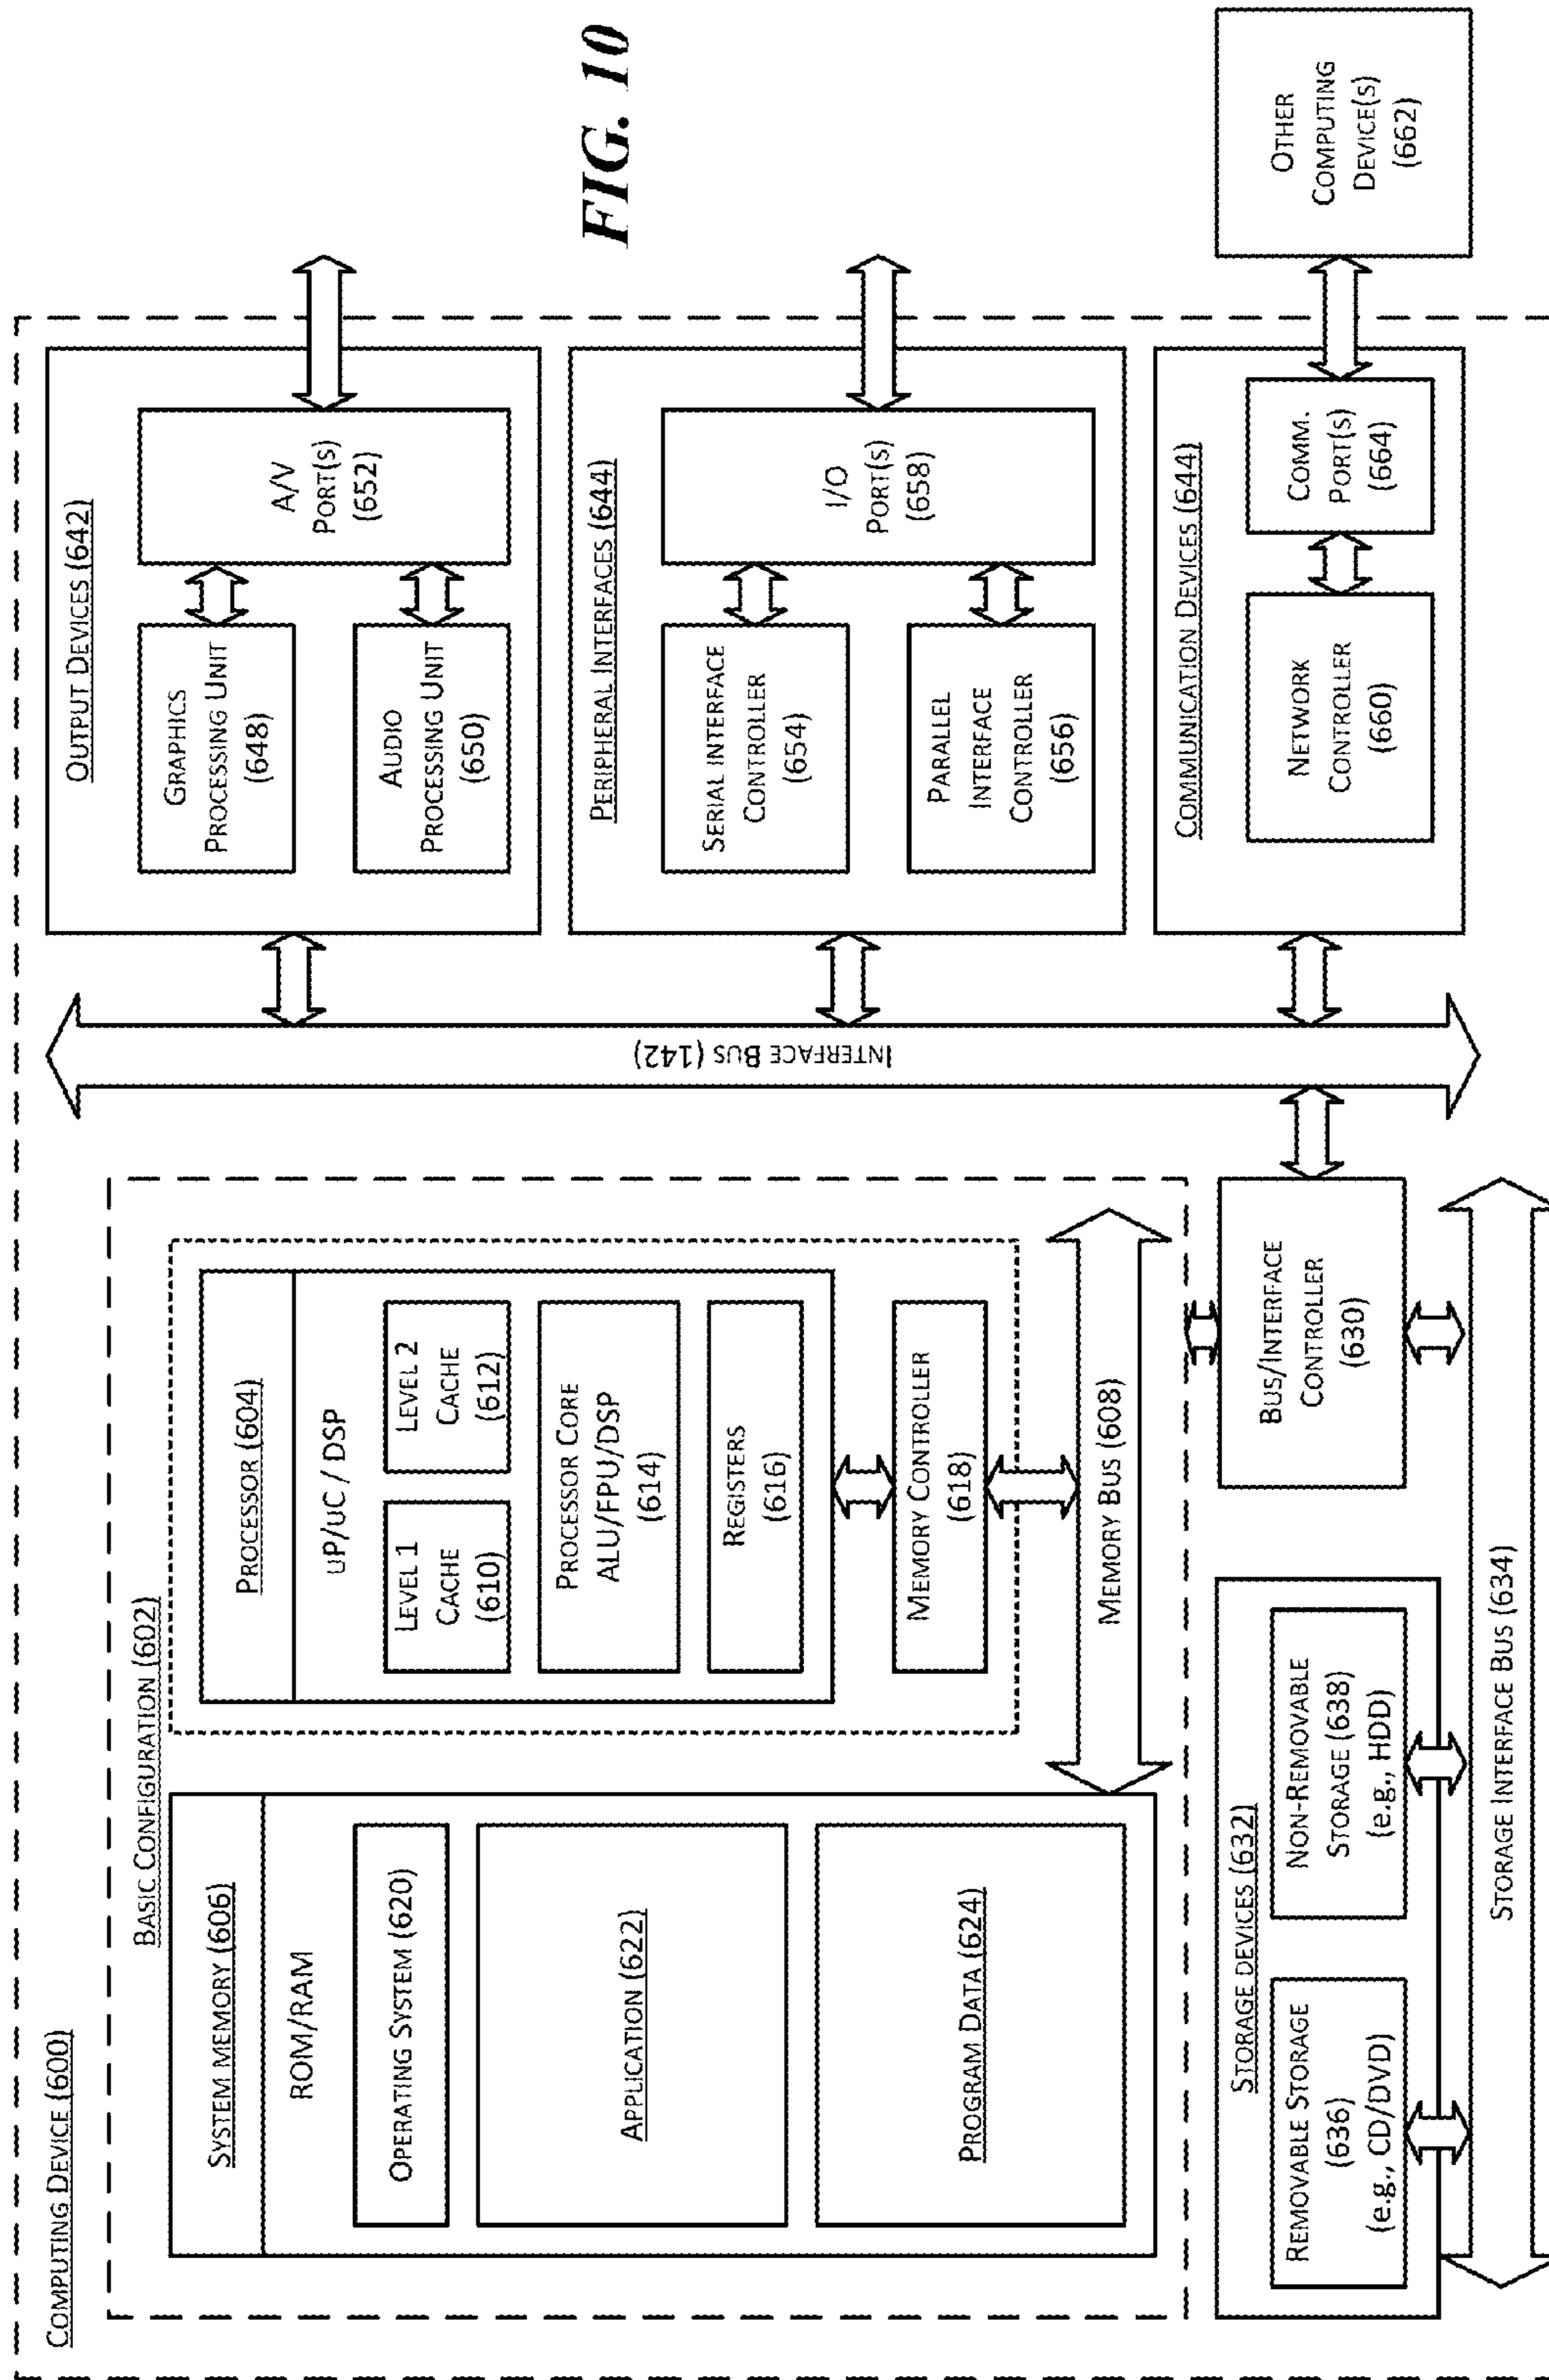 COMPUTING DEVICE (600)
BASIC CONFIGURATION (602)
SYSTEM MEMORY (606)
ROM/RAM
OPERATING SYSTEM (620)
APPLICATION (622)
PROGRAM DATA (624)
PROCESSOR (604)
uP/uC / DSP
LEVEL 1
CACHE
(610)
LEVEL 2
CACHE
(612)
PROCESSOR CORE
ALU/FPU/DSP
(614)
REGISTERS
(616)
MEMORY CONTROLLER
(618)
MEMORY BUS (608)
BUS/INTERFACE
CONTROLLER
(630)
STORAGE DEVICES (632)
REMOVABLE STORAGE
(636)
(e.g., CD/DVD)
NON-REMOVABLE
STORAGE (638)
(e.g., HDD)
STORAGE INTERFACE BUS (634)
INTERFACE BUS (142)
OUTPUT DEVICES (642)
GRAPHICS
PROCESSING UNIT
(648)
AUDIO
PROCESSING UNIT
(650)
A/V
PORT(S)
(652)
PERIPHERAL INTERFACES (644)
SERIAL INTERFACE
CONTROLLER
(654)
PARALLEL
INTERFACE
CONTROLLER
(656)
I/O
PORT(S)
(658)
COMMUNICATION DEVICES (644)
NETWORK
CONTROLLER
(660)
COMM.
PORT(S)
(664)
OTHER
COMPUTING
DEVICE(S)
(662)
FIG. 10